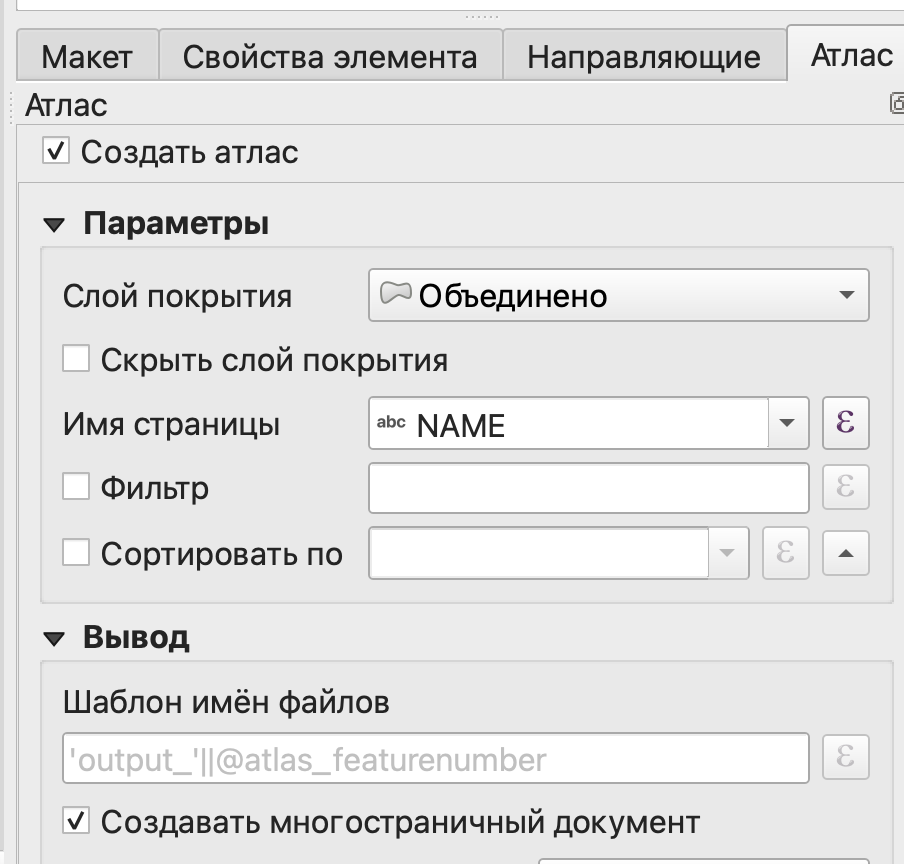 Макет Свойства элемента Направляющие Атлас
Атлас
Создать атлас
Параметры
Слой покрытия Объединено
Скрыть слой покрытия
Имя страницы abc NAME ε
Фильтр ε
Сортировать по ε
Вывод
Шаблон имён файлов
'output_'||@atlas_featurenumber ε
Создавать многостраничный документ